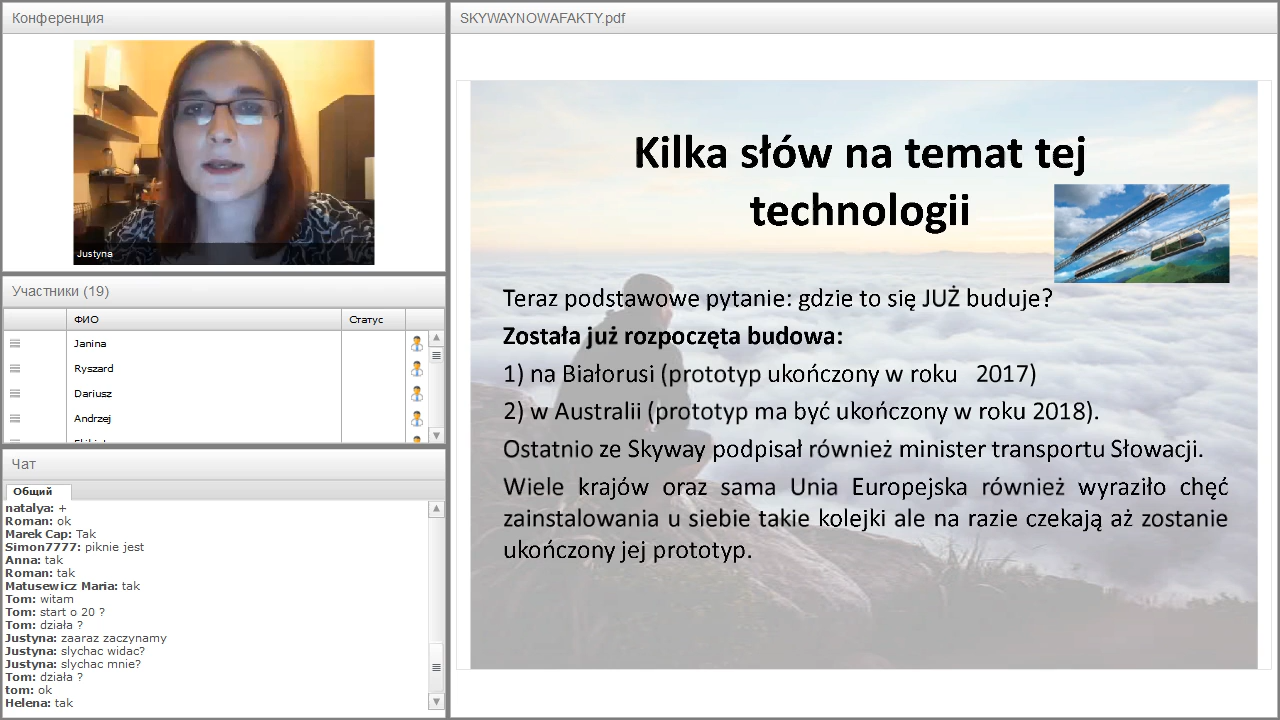 Конференция
Justyna
Участники (19)
ФИО
Статус
Janina
Ryszard
Dariusz
Andrzej
Чат
Общий
natalya: +
Roman: ok
Marek Cap: Tak
Simon7777: piknie jest
Anna: tak
Roman: tak
Matusewicz Maria: tak
Tom: witam
Tom: start o 20 ?
Tom: działa ?
Justyna: zaaraz zaczynamy
Justyna: slychac widac?
Justyna: slychac mnie?
Tom: działa ?
tom: ok
Helena: tak
SKYWAYNOWAFAKTY.pdf
Kilka słów na temat tej
technologii
Teraz podstawowe pytanie: gdzie to się JUŻ buduje?
Została już rozpoczęta budowa:
1) na Białorusi (prototyp ukończony w roku 2017)
2) w Australii (prototyp ma być ukończony w roku 2018).
Ostatnio ze Skyway podpisał również minister transportu Słowacji.
Wiele krajów oraz sama Unia Europejska również wyraziło chęć
zainstalowania u siebie takie kolejki ale na razie czekają aż zostanie
ukończony jej prototyp.